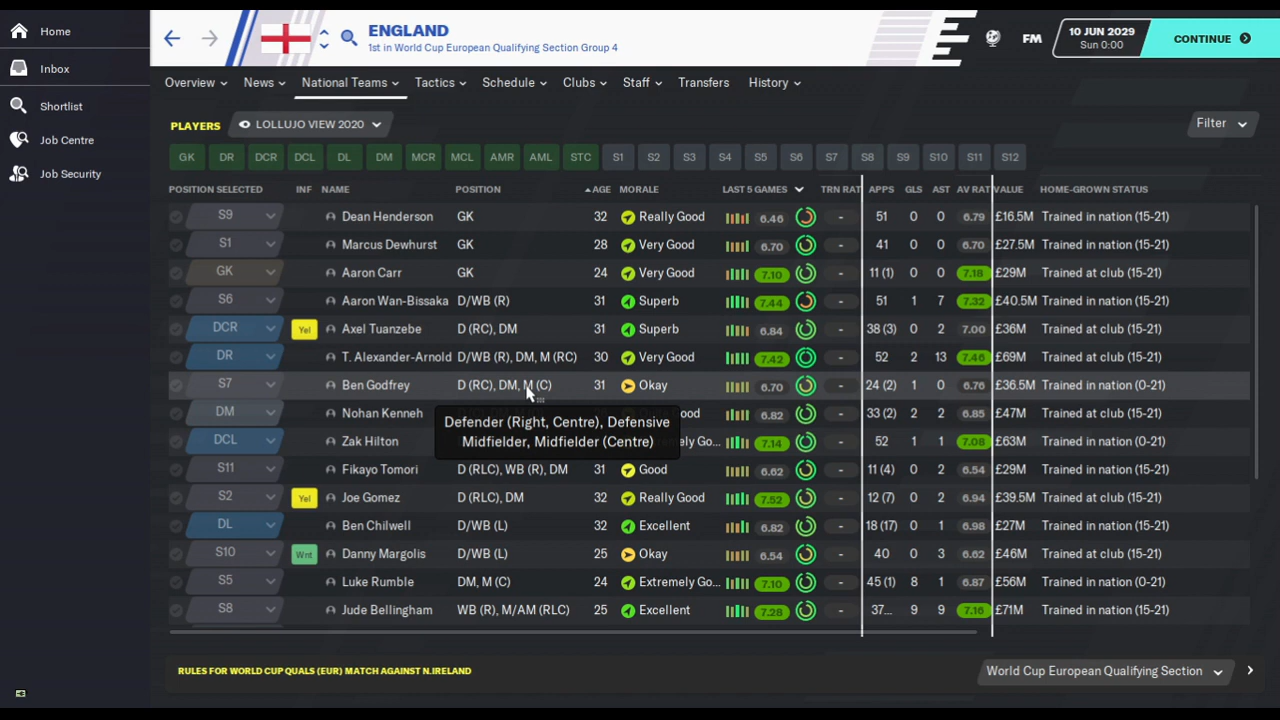 Home
Inbox
Shortlist
Job Centre
Job Security
ENGLAND
1st in World Cup European Qualifying Section Group 4
FM
10 JUN 2029
Sun 0:00
CONTINUE
Overview News National Teams Tactics Schedule Clubs Staff Transfers History
PLAYERS LOLLUJO VIEW 2020 Filter
GK DR DCR DCL DL DM MCR MCL AMR AML STC S1 S2 S3 S4 S5 S6 S7 S8 S9 S10 S11 S12
POSITION SELECTED INF NAME POSITION AGE MORALE LAST 5 GAMES TRN RAT APPS GLS AST AV RAT VALUE HOME-GROWN STATUS
S9 Dean Henderson GK 32 Really Good 6.46 - 51 0 0 6.79 £16.5M Trained in nation (15-21)
S1 Marcus Dewhurst GK 28 Very Good 6.70 - 41 0 0 6.70 £27.5M Trained in nation (15-21)
GK Aaron Carr GK 24 Very Good 7.10 - 11 (1) 0 0 7.18 £29M Trained at club (15-21)
S6 Aaron Wan-Bissaka D/WB (R) 31 Superb 7.44 - 51 1 7 7.32 £40.5M Trained in nation (15-21)
DCR Yel Axel Tuanzebe D (RC), DM 31 Superb 6.84 - 38 (3) 0 2 7.00 £36M Trained at club (15-21)
DR T. Alexander-Arnold D/WB (R), DM, M (RC) 30 Very Good 7.42 - 52 2 13 7.46 £69M Trained at club (15-21)
S7 Ben Godfrey D (RC), DM, M (C) 31 Okay 6.70 - 24 (2) 1 0 6.76 £36.5M Trained in nation (0-21)
DM Nohan Kenneh ood 6.82 - 33 (2) 2 2 6.85 £47M Trained in nation (15-21)
Defender (Right, Centre), Defensive
Midfielder, Midfielder (Centre)
DCL Zak Hilton mely Go... 7.14 - 52 1 1 7.08 £63M Trained in nation (15-21)
S11 Fikayo Tomori D (RLC), WB (R), DM 31 Good 6.62 - 11 (4) 0 2 6.54 £29M Trained in nation (15-21)
S2 Yel Joe Gomez D (RLC), DM 32 Really Good 7.52 - 12 (7) 0 2 6.94 £39.5M Trained at club (15-21)
DL Ben Chilwell D/WB (L) 32 Excellent 6.82 - 18 (17) 0 1 6.98 £27M Trained in nation (15-21)
S10 Wnt Danny Margolis D/WB (L) 25 Okay 6.54 - 40 0 3 6.62 £46M Trained at club (15-21)
S5 Luke Rumble DM, M (C) 24 Extremely Go... 7.10 - 45 (1) 8 1 6.87 £56M Trained in nation (0-21)
S8 Jude Bellingham WB (R), M/AM (RLC) 25 Excellent 7.28 - 37... 9 9 7.16 £71M Trained in nation (15-21)
RULES FOR WORLD CUP QUALS (EUR) MATCH AGAINST N.IRELAND
World Cup European Qualifying Section